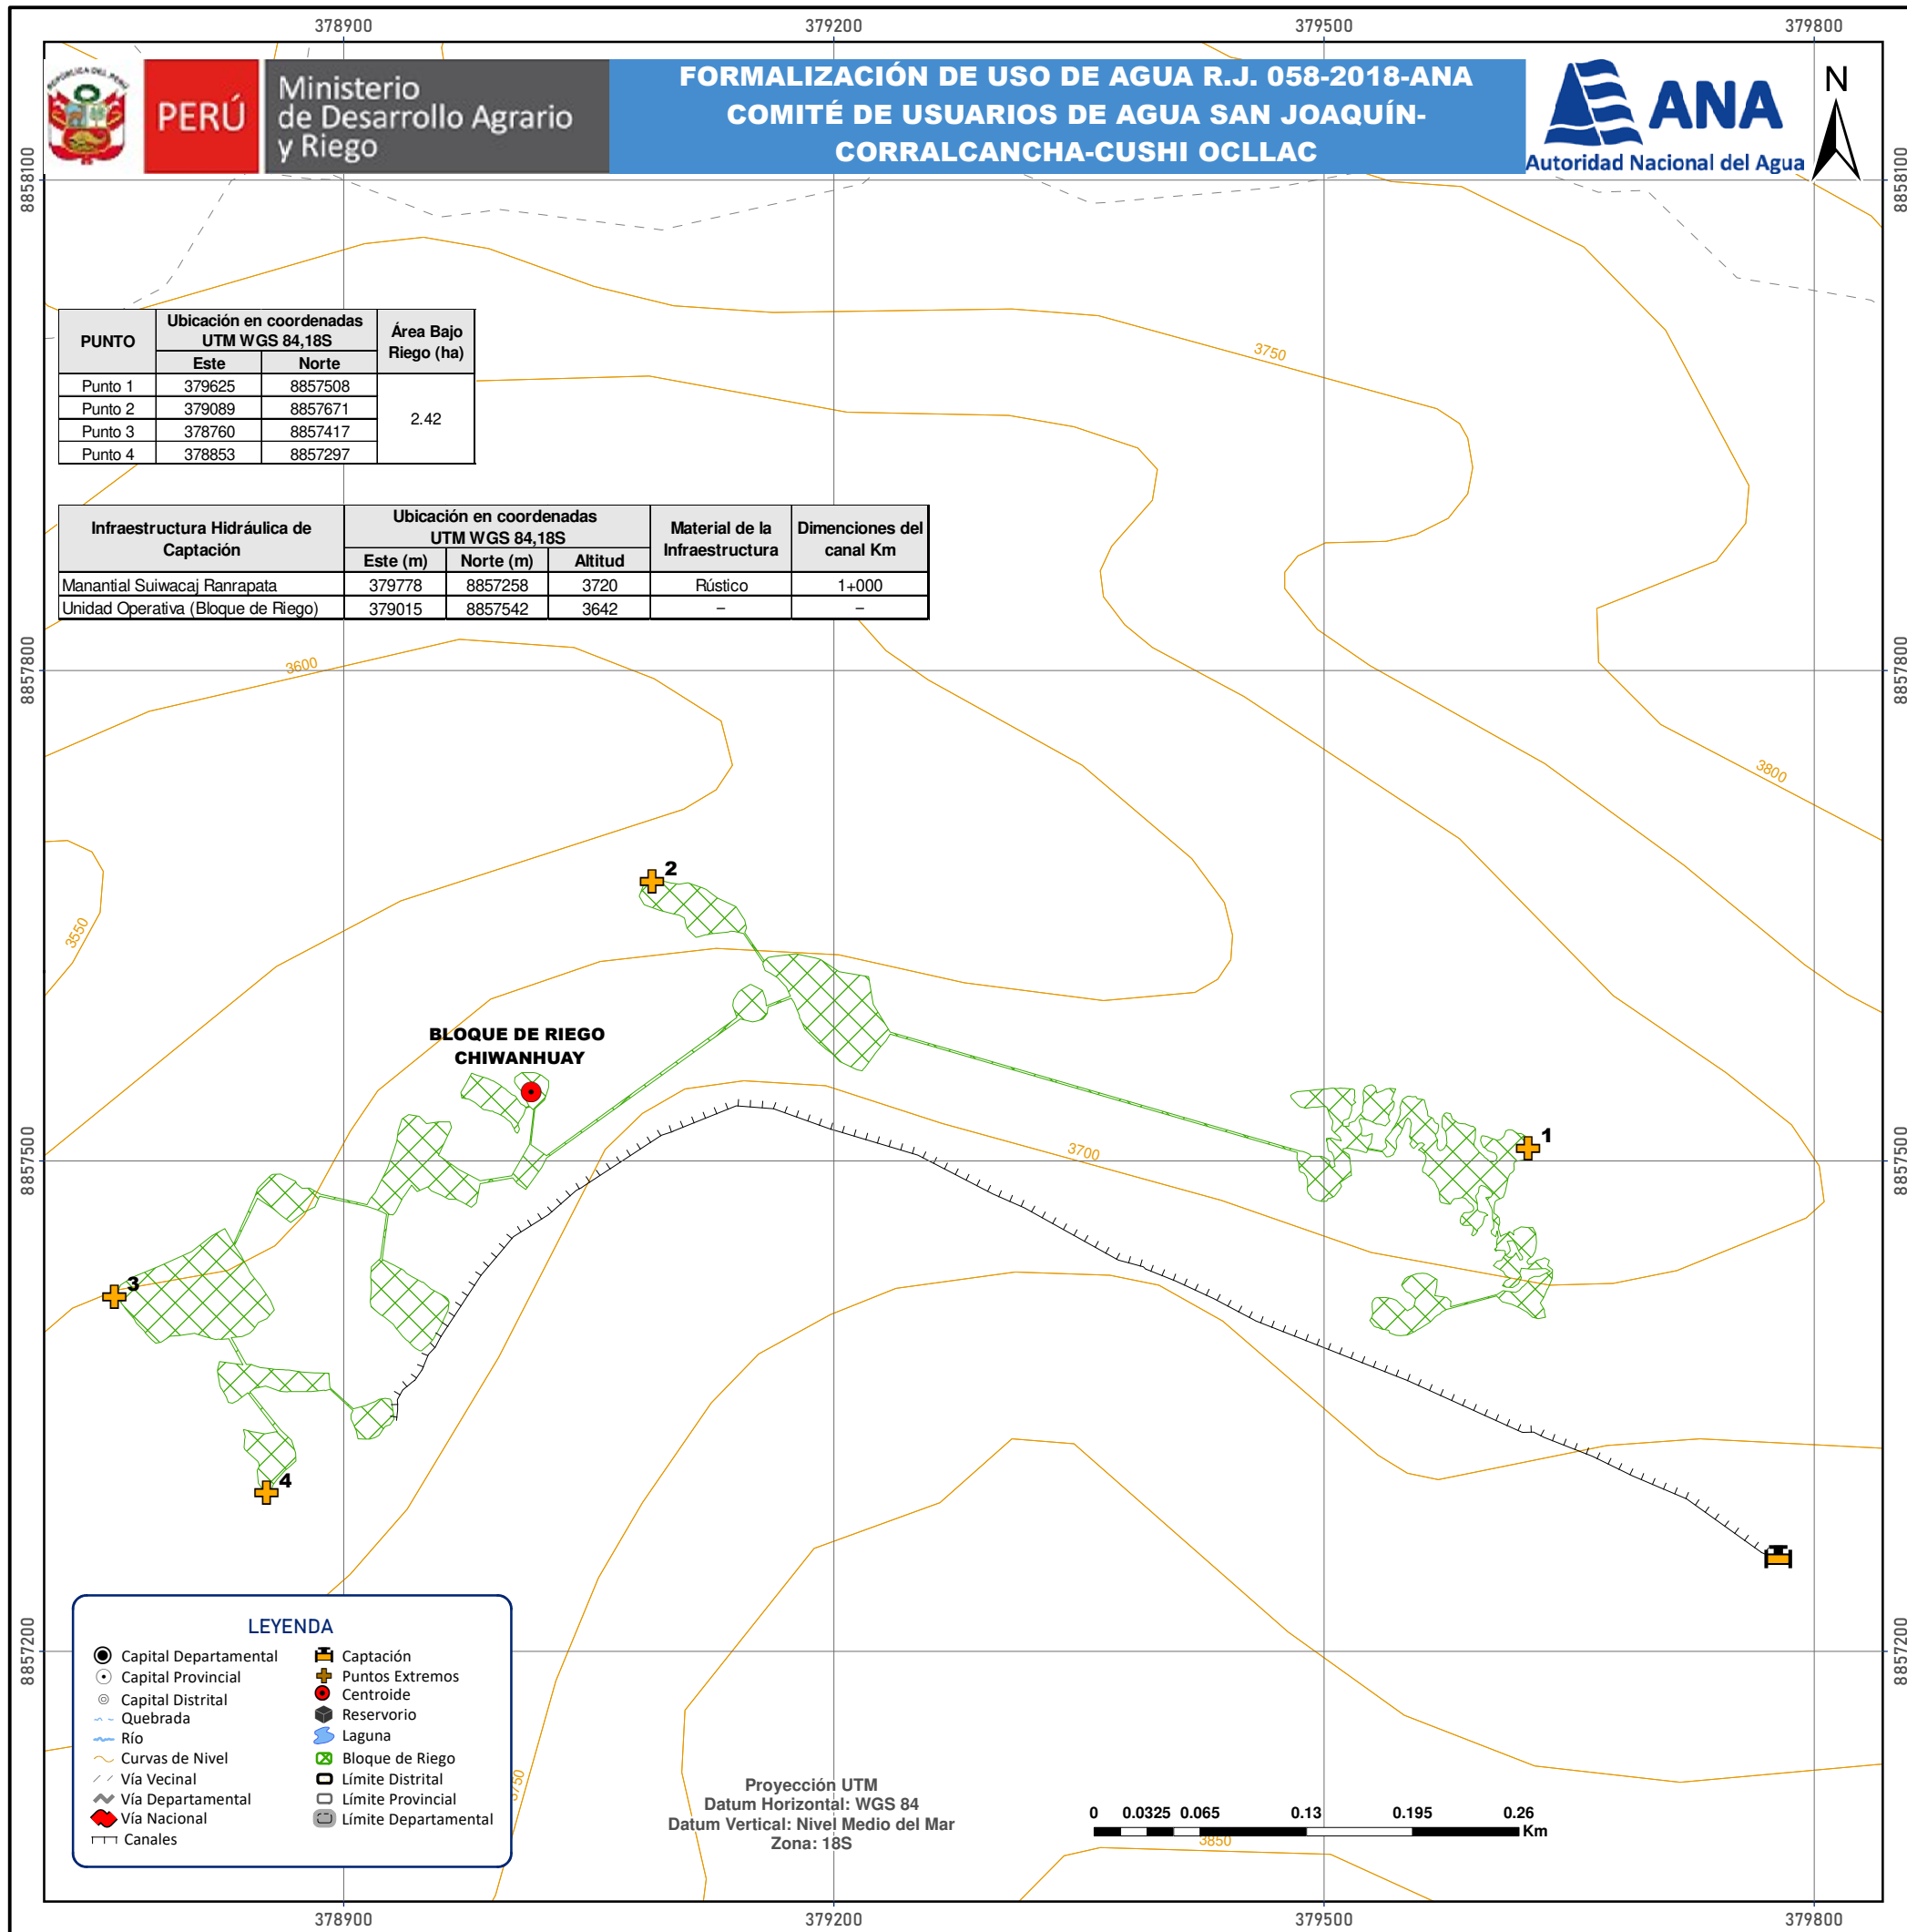 378900 379200 379500 379800
REPÚBLICA DEL PERÚ
PERÚ
Ministerio
de Desarrollo Agrario
y Riego
FORMALIZACIÓN DE USO DE AGUA R.J. 058-2018-ANA
COMITÉ DE USUARIOS DE AGUA SAN JOAQUÍN-
CORRALCANCHA-CUSHI OCLLAC
ANA
Autoridad Nacional del Agua
N
8858100 8858100
PUNTO Ubicación en coordenadas UTM WGS 84,18S Área Bajo Riego (ha)
Este Norte
Punto 1 379625 8857508
Punto 2 379089 8857671
2.42
Punto 3 378760 8857417
Punto 4 378853 8857297
3750
Infraestructura Hidráulica de Captación Ubicación en coordenadas UTM WGS 84,18S Material de la Infraestructura Dimenciones del canal Km
Este (m) Norte (m) Altitud
Manantial Suiwacaj Ranrapata 379778 8857258 3720 Rústico 1+000
Unidad Operativa (Bloque de Riego) 379015 8857542 3642 – –
3600
8857800 8857800
3800
2
3550
BLOQUE DE RIEGO
CHIWANHUAY
1
3700
8857500 8857500
3
4
8857200 8857200
LEYENDA
Capital Departamental
Capital Provincial
Capital Distrital
Quebrada
Río
Curvas de Nivel
Vía Vecinal
Vía Departamental
Vía Nacional
Canales
Captación
Puntos Extremos
Centroide
Reservorio
Laguna
Bloque de Riego
Límite Distrital
Límite Provincial
Límite Departamental
Proyección UTM
Datum Horizontal: WGS 84
Datum Vertical: Nivel Medio del Mar
Zona: 18S
0 0.0325 0.065 0.13 0.195 0.26
Km
3850
378900 379200 379500 379800